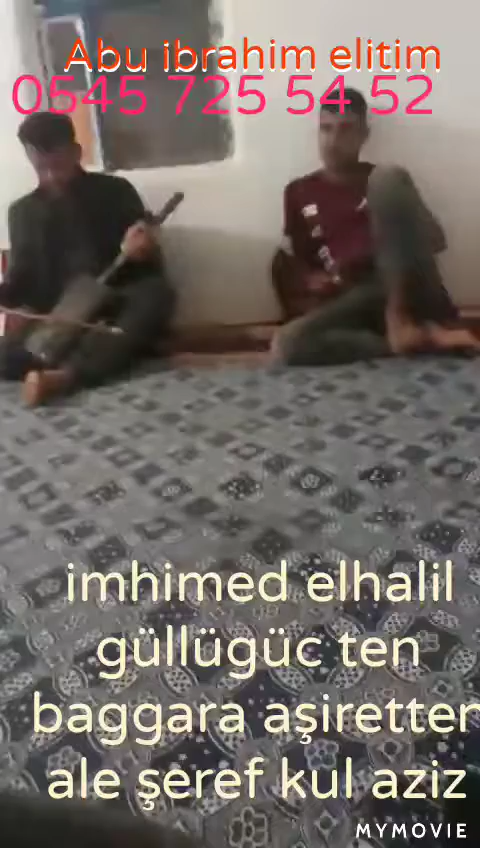 Abu ibrahim elitim
0545 725 54 52
imhimed elhalil
güllügüc ten
baggara aşiretten
ale şeref kul aziz
MYMOVIE